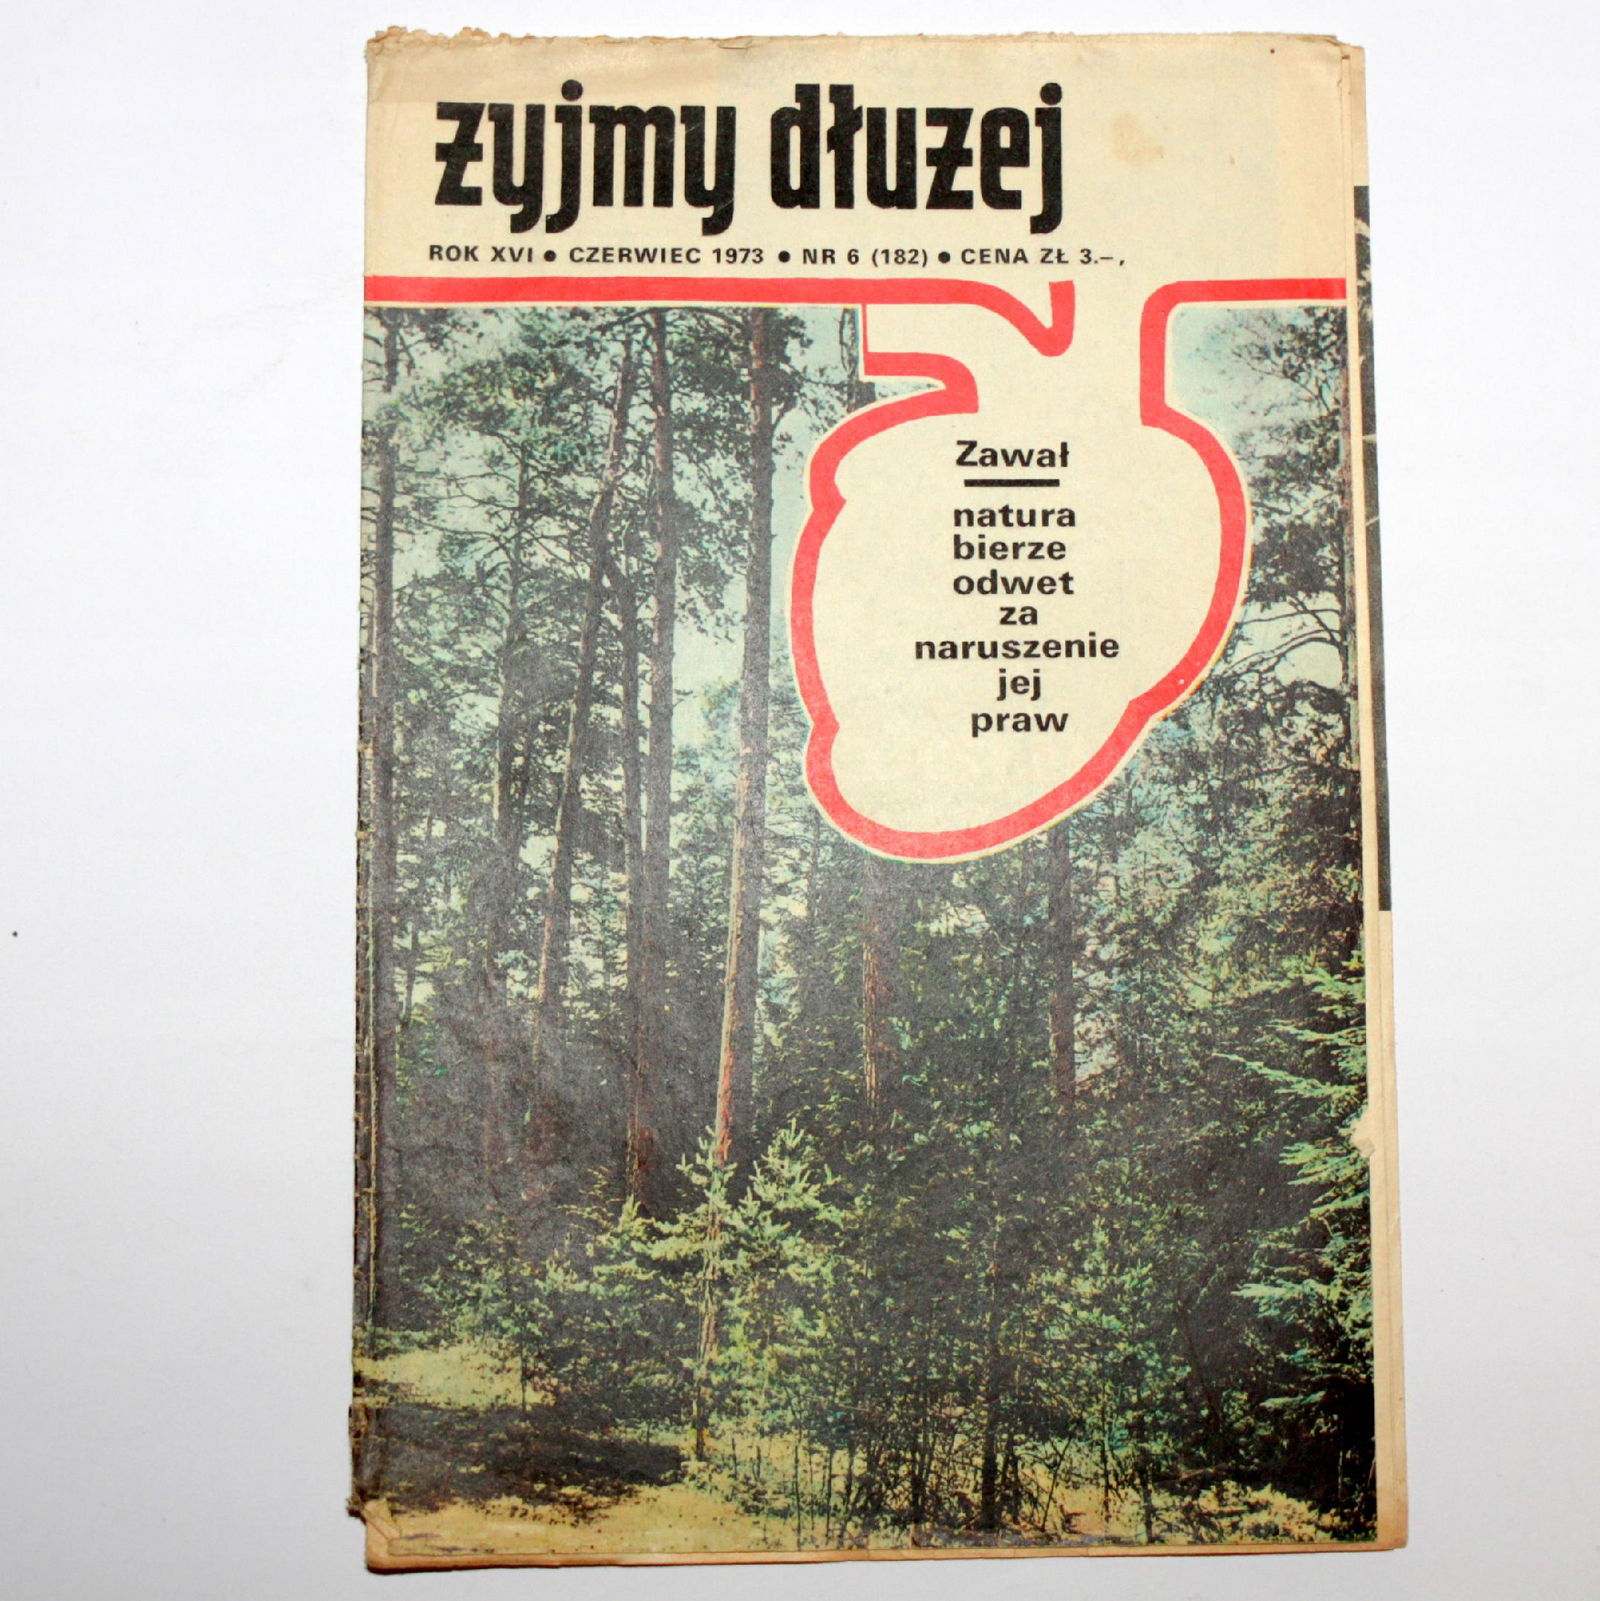 żyjmy dłużej
ROK XVI ● CZERWIEC 1973 ● NR 6 (182) ● CENA ZŁ 3.–,
Zawał
natura
bierze
odwet
za
naruszenie
jej
praw